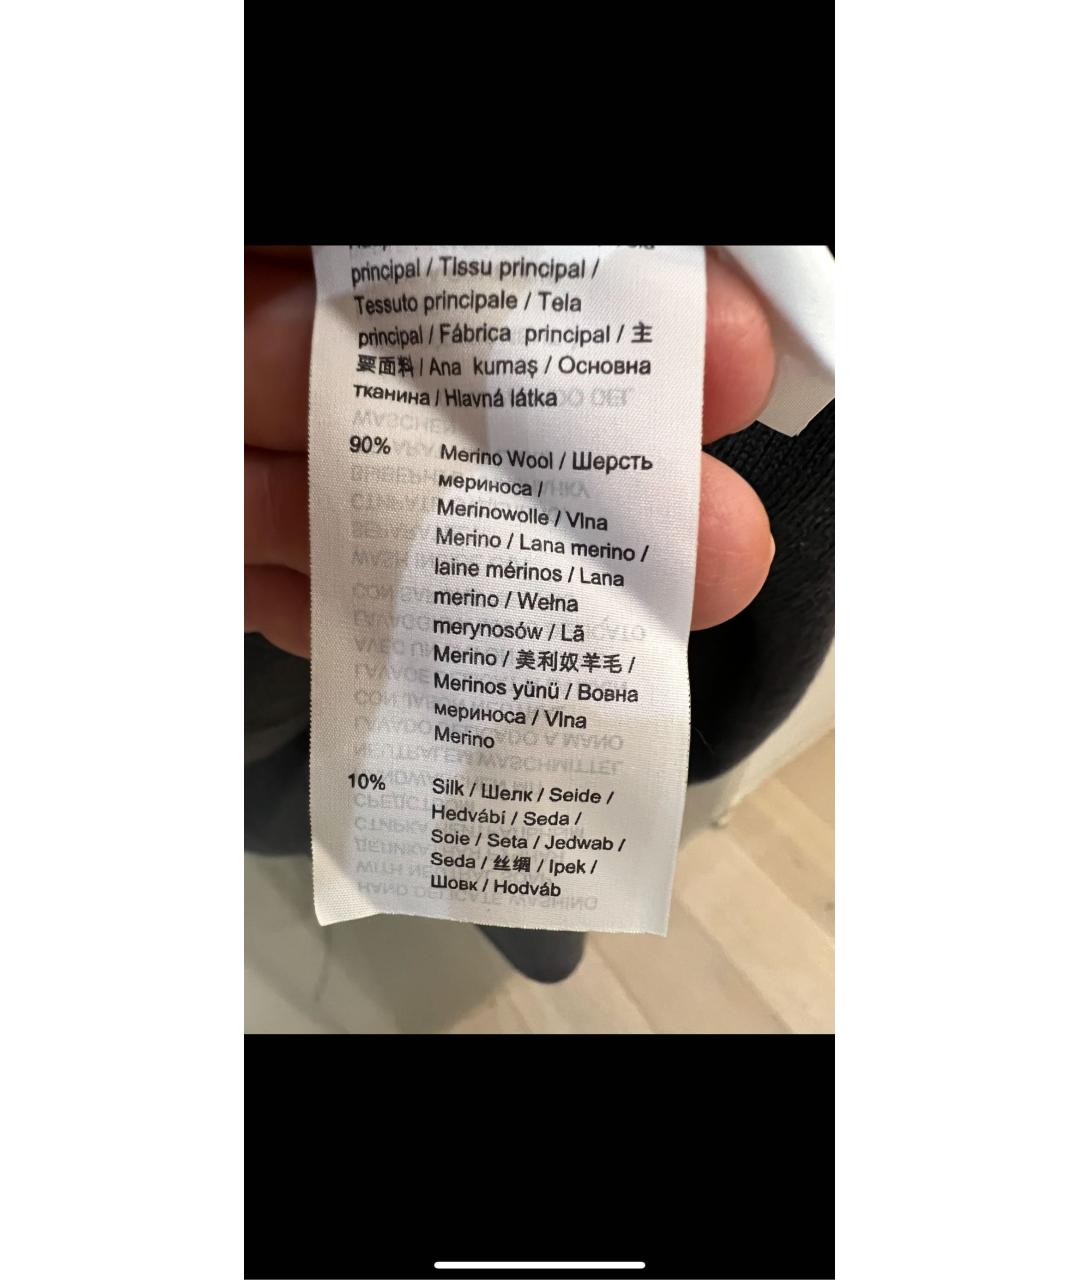 principal / Tissu principal /
Tessuto principale / Tela
principal / Fábrica principal / 主
要面料 / Ana kumaş / Основна
тканина / Hlavná látka
90% Merino Wool / Шерсть
мериноса /
Merinowolle / Vlna
Merino / Lana merino /
laine mérinos / Lana
merino / Wełna
merynosów / Lã
Merino / 美利奴羊毛 /
Merinos yünü / Вовна
мериноса / Vlna
Merino
10% Silk / Шелк / Seide /
Hedvábí / Seda /
Soie / Seta / Jedwab /
Seda / 丝绸 / Ipek /
Шовк / Hodváb